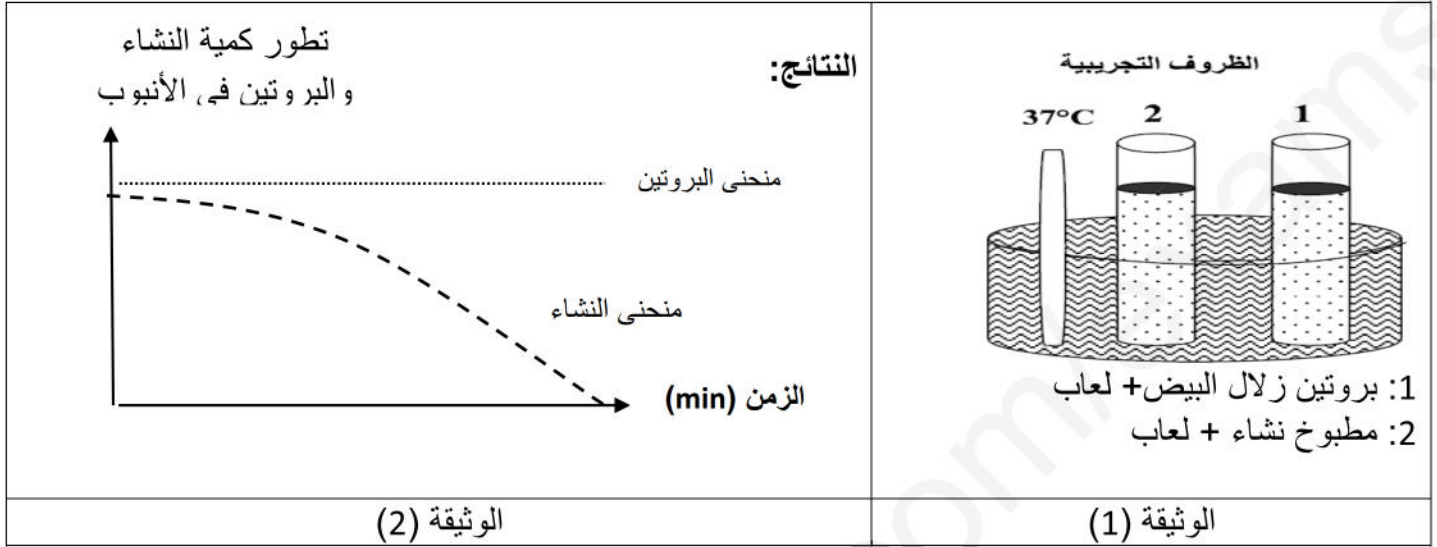 الظروف التجريبية
37°C
2
1
1: بروتين زلال البيض+ لعاب
2: مطبوخ نشاء + لعاب
الوثيقة (1)
النتائج:
تطور كمية النشاء
والبروتين في الأنبوب
منحنى البروتين
منحنى النشاء
الزمن (min)
الوثيقة (2)